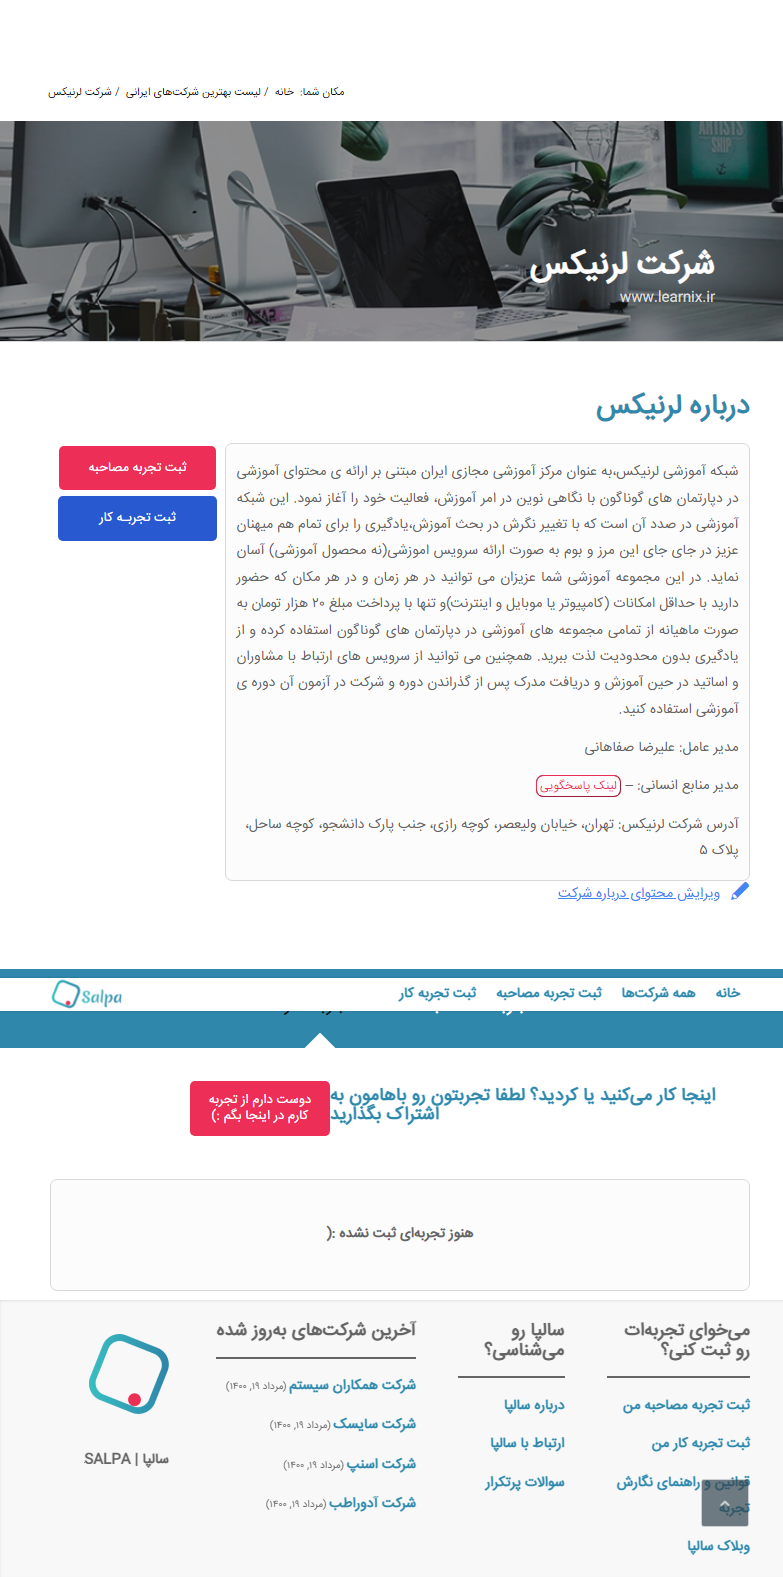 مکان شما: خانه / لیست بهترین شرکت‌های ایرانی / شرکت لرنیکس
ARTISTS
SHIP
شرکت لرنیکس
www.learnix.ir
درباره لرنیکس
ثبت تجربه مصاحبه
ثبت تجربـه کار
شبکه آموزشی لرنیکس،به عنوان مرکز آموزشی مجازی ایران مبتنی بر ارائه ی محتوای آموزشی
در دپارتمان های گوناگون با نگاهی نوین در امر آموزش، فعالیت خود را آغاز نمود. این شبکه
آموزشی در صدد آن است که با تغییر نگرش در بحث آموزش،یادگیری را برای تمام هم میهنان
عزیز در جای جای این مرز و بوم به صورت ارائه سرویس اموزشی(نه محصول آموزشی) آسان
نماید. در این مجموعه آموزشی شما عزیزان می توانید در هر زمان و در هر مکان که حضور
دارید با حداقل امکانات (کامپیوتر یا موبایل و اینترنت)و تنها با پرداخت مبلغ ۲۰ هزار تومان به
صورت ماهیانه از تمامی مجموعه های آموزشی در دپارتمان های گوناگون استفاده کرده و از
یادگیری بدون محدودیت لذت ببرید. همچنین می توانید از سرویس های ارتباط با مشاوران
و اساتید در حین آموزش و دریافت مدرک پس از گذراندن دوره و شرکت در آزمون آن دوره ی
آموزشی استفاده کنید.
مدیر عامل: علیرضا صفاهانی
مدیر منابع انسانی: – لینک پاسخگویی
آدرس شرکت لرنیکس: تهران، خیابان ولیعصر، کوچه رازی، جنب پارک دانشجو، کوچه ساحل،
پلاک ۵
ویرایش محتوای درباره شرکت
خانه
همه شرکت‌ها
ثبت تجربه مصاحبه
ثبت تجربه کار
Salpa
اینجا کار می‌کنید یا کردید؟ لطفا تجربتون رو باهامون به
اشتراک بگذارید
دوست دارم از تجربه
کارم در اینجا بگم :)
هنوز تجربه‌ای ثبت نشده :(
می‌خوای تجربه‌ات
رو ثبت کنی؟
ثبت تجربه مصاحبه من
ثبت تجربه کار من
قوانین و راهنمای نگارش
تجربه
وبلاگ سالپا
سالپا رو
می‌شناسی؟
درباره سالپا
ارتباط با سالپا
سوالات پرتکرار
آخرین شرکت‌های به‌روز شده
شرکت همکاران سیستم (مرداد ۱۹, ۱۴۰۰)
شرکت سایسک (مرداد ۱۹, ۱۴۰۰)
شرکت اسنپ (مرداد ۱۹, ۱۴۰۰)
شرکت آدوراطب (مرداد ۱۹, ۱۴۰۰)
سالپا | SALPA